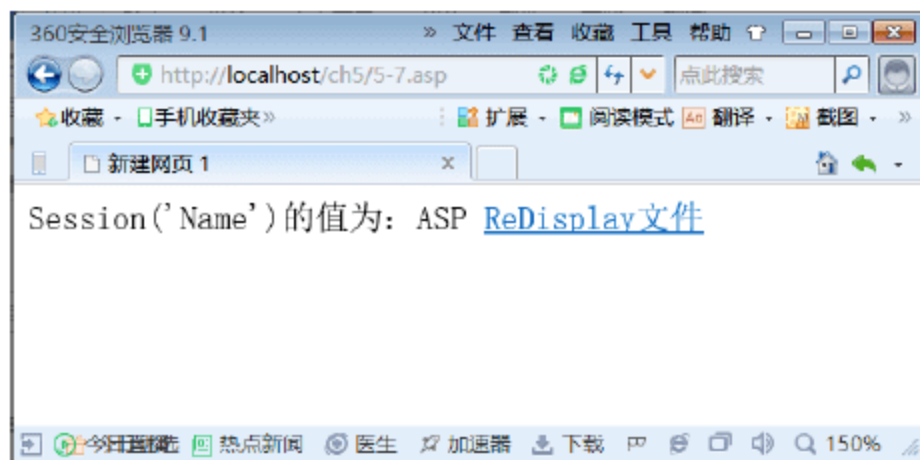 360安全浏览器 9.1 » 文件 查看 收藏 工具 帮助
http://localhost/ch5/5-7.asp 点此搜索
收藏 手机收藏夹» 扩展 阅读模式 翻译 截图 »
新建网页 1 x
Session('Name')的值为：ASP ReDisplay文件
热点新闻 医生 加速器 下载 150%